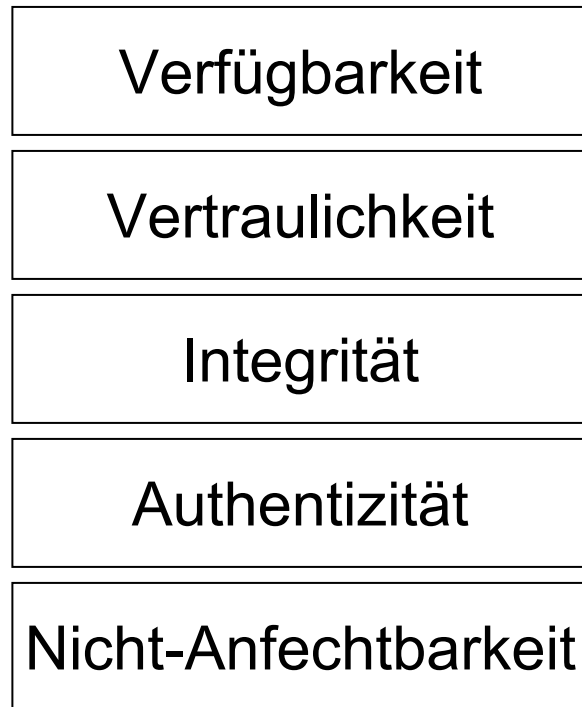 Verfügbarkeit
Vertraulichkeit
Integrität
Authentizität
Nicht-Anfechtbarkeit